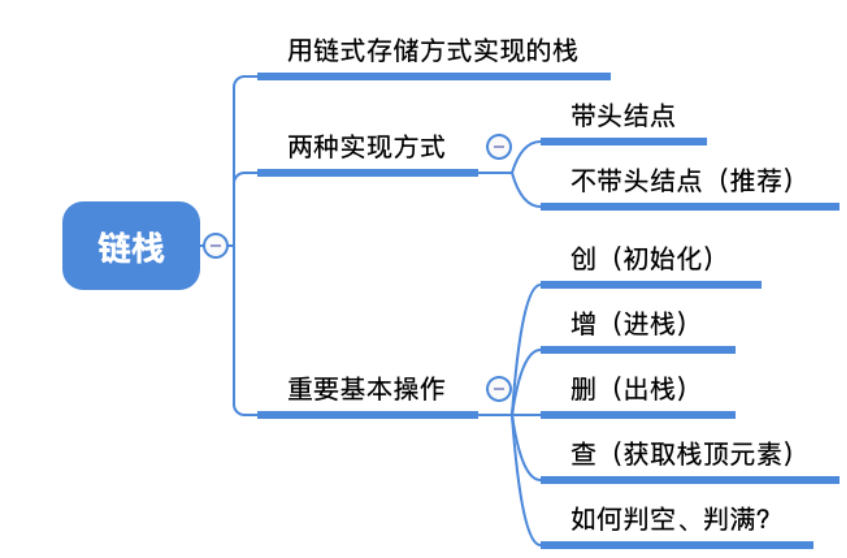 链栈
用链式存储方式实现的栈
两种实现方式
带头结点
不带头结点（推荐）
重要基本操作
创（初始化）
增（进栈）
删（出栈）
查（获取栈顶元素）
如何判空、判满?